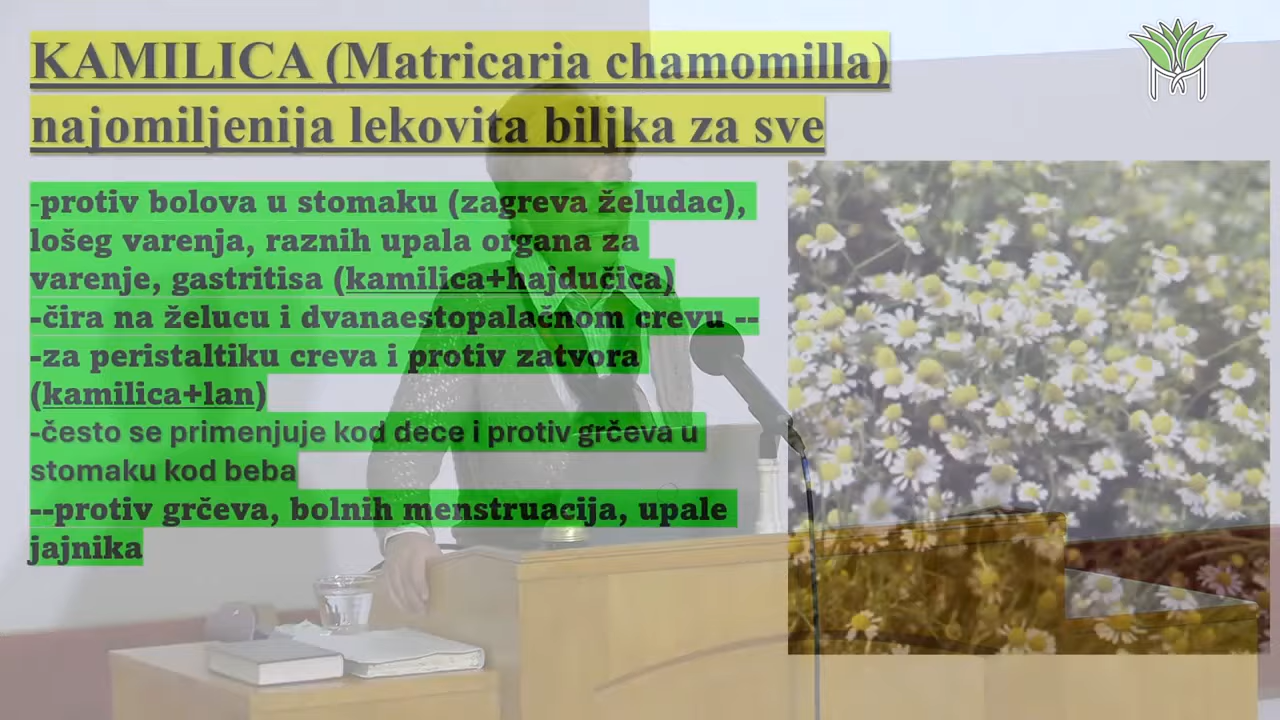 KAMILICA (Matricaria chamomilla)
najomiljenija lekovita biljka za sve
-protiv bolova u stomaku (zagreva želudac),
lošeg varenja, raznih upala organa za
varenje, gastritisa (kamilica+hajdučica)
-čira na želucu i dvanaestopalačnom crevu --
-za peristaltiku creva i protiv zatvora
(kamilica+lan)
-često se primenjuje kod dece i protiv grčeva u
stomaku kod beba
--protiv grčeva, bolnih menstruacija, upale
jajnika